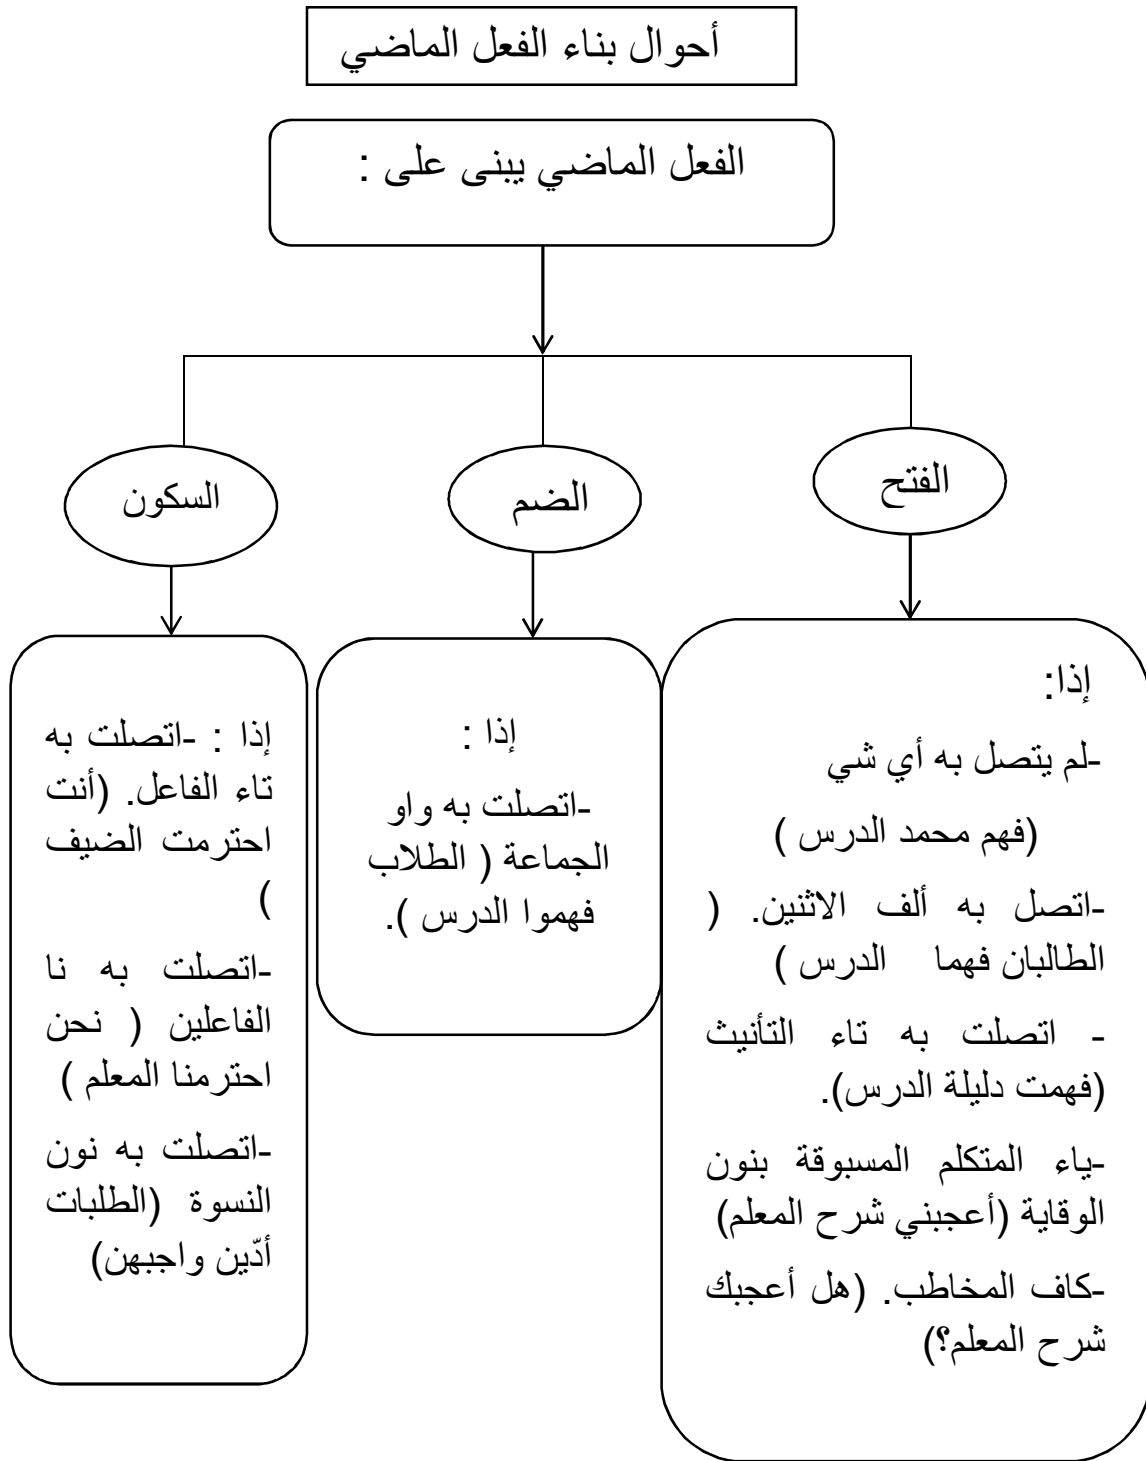 أحوال بناء الفعل الماضي
الفعل الماضي يبنى على :
الفتح
الضم
السكون
إذا:
-لم يتصل به أي شي
(فهم محمد الدرس )
-اتصل به ألف الاثنين. (
الطالبان فهما الدرس )
- اتصلت به تاء التأنيث
(فهمت دليلة الدرس).
-ياء المتكلم المسبوقة بنون
الوقاية (أعجبني شرح المعلم)
-كاف المخاطب. (هل أعجبك
شرح المعلم؟)
إذا :
-اتصلت به واو
الجماعة ( الطلاب
فهموا الدرس ).
إذا : -اتصلت به
تاء الفاعل. (أنت
احترمت الضيف
)
-اتصلت به نا
الفاعلين ( نحن
احترمنا المعلم )
-اتصلت به نون
النسوة (الطلبات
أدّين واجبهن)